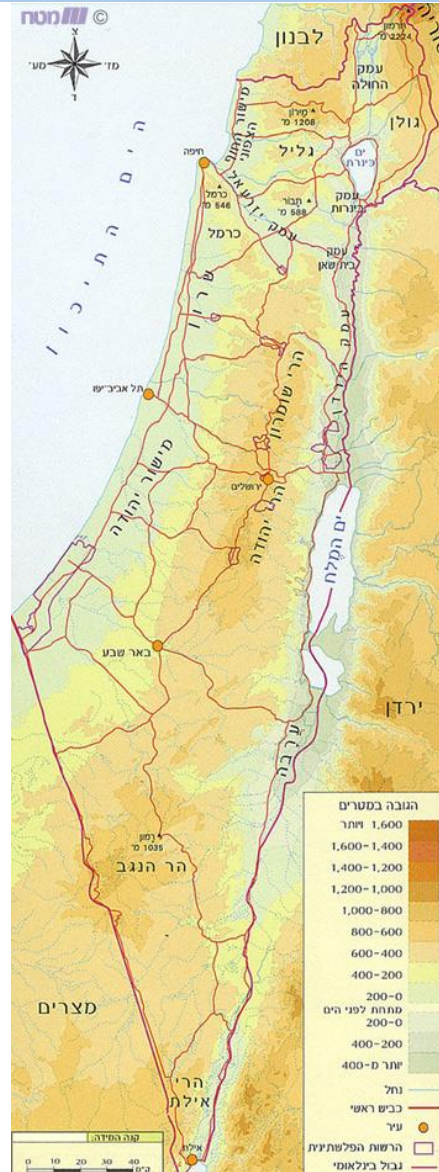 © מטח
צ
מז'
מע'
ד
לבנון
חרמון
2224 מ'
סוריה
עמק
החולה
גולן
מישור החוף
הצפוני
מירון
1208 מ'
גליל
ים
כינרת
חיפה
כרמל
546 מ'
תבור
588 מ'
עמק
כינרות
עמק יזרעאל
כרמל
עמק
בית שאן
הים התיכון
שרון
עמק הירדן
הרי שומרון
תל אביב-יפו
מישור יהודה
ירושלים
הרי יהודה
ים המלח
באר שבע
ירדן
ערבה
רמון
1035 מ'
הר הנגב
מצרים
הרי
אילת
אילת
הגובה במטרים
1,600 ויותר
1,600-1,400
1,400-1,200
1,200-1,000
1,000-800
800-600
600-400
400-200
200-0
מתחת לפני הים
200-0
400-200
יותר מ-400
נחל
כביש ראשי
עיר
הרשות הפלשתינית
גבול בינלאומי
קנה המידה:
0 20 40
ק"מ